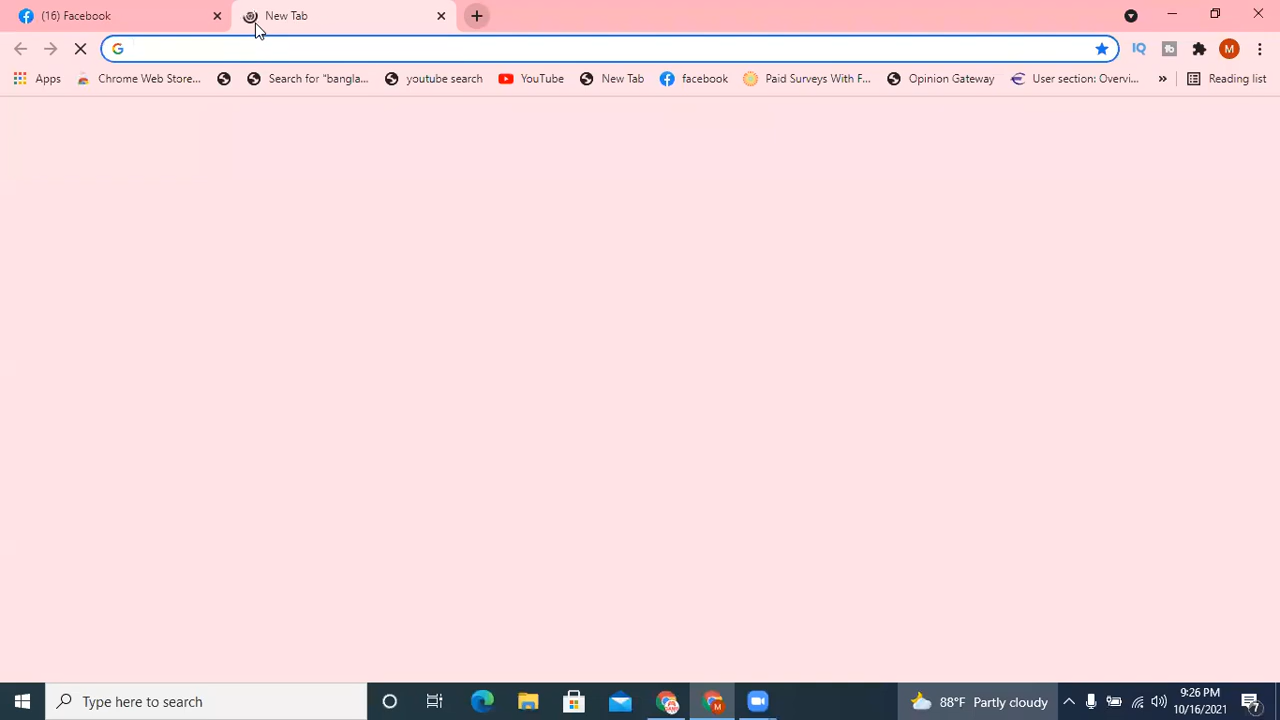 (16) Facebook
New Tab
Apps
Chrome Web Store...
Search for "bangla...
youtube search
YouTube
New Tab
facebook
Paid Surveys With F...
Opinion Gateway
User section: Overvi...
»
Reading list
IQ
M
Type here to search
M
88°F Partly cloudy
9:26 PM
10/16/2021
7